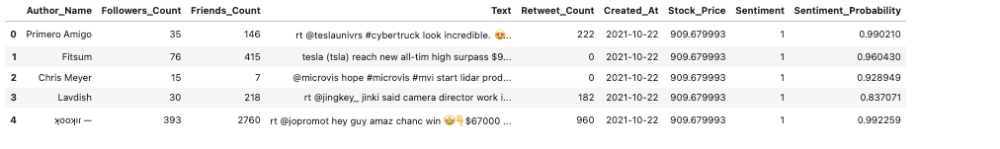 Author_Name Followers_Count Friends_Count Text Retweet_Count Created_At Stock_Price Sentiment Sentiment_Probability
0 Primero Amigo 35 146 rt @teslaunivrs #cybertruck look incredible. 😍... 222 2021-10-22 909.679993 1 0.990210
1 Fitsum 76 415 tesla (tsla) reach new all-tim high surpass $9... 0 2021-10-22 909.679993 1 0.960430
2 Chris Meyer 15 7 @microvis hope #microvis #mvi start lidar prod... 0 2021-10-22 909.679993 1 0.928949
3 Lavdish 30 218 rt @jingkey_ jinki said camera director work i... 182 2021-10-22 909.679993 1 0.837071
4 — 393 2760 rt @jopromot hey guy amaz chanc win 🤩👇$67000 ... 960 2021-10-22 909.679993 1 0.992259